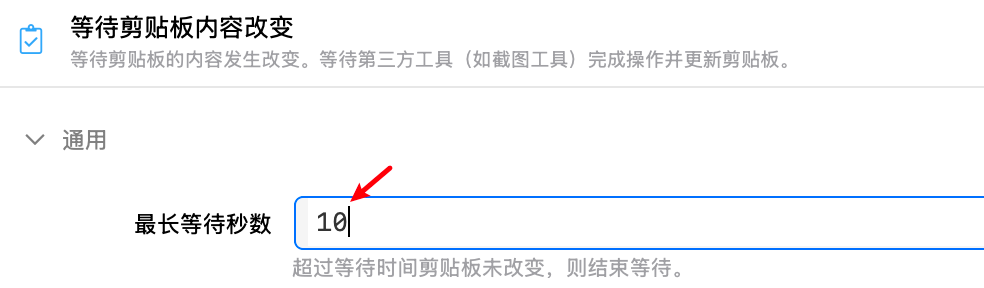 等待剪贴板内容改变
等待剪贴板的内容发生改变。等待第三方工具（如截图工具）完成操作并更新剪贴板。
通用
最长等待秒数
10
超过等待时间剪贴板未改变，则结束等待。